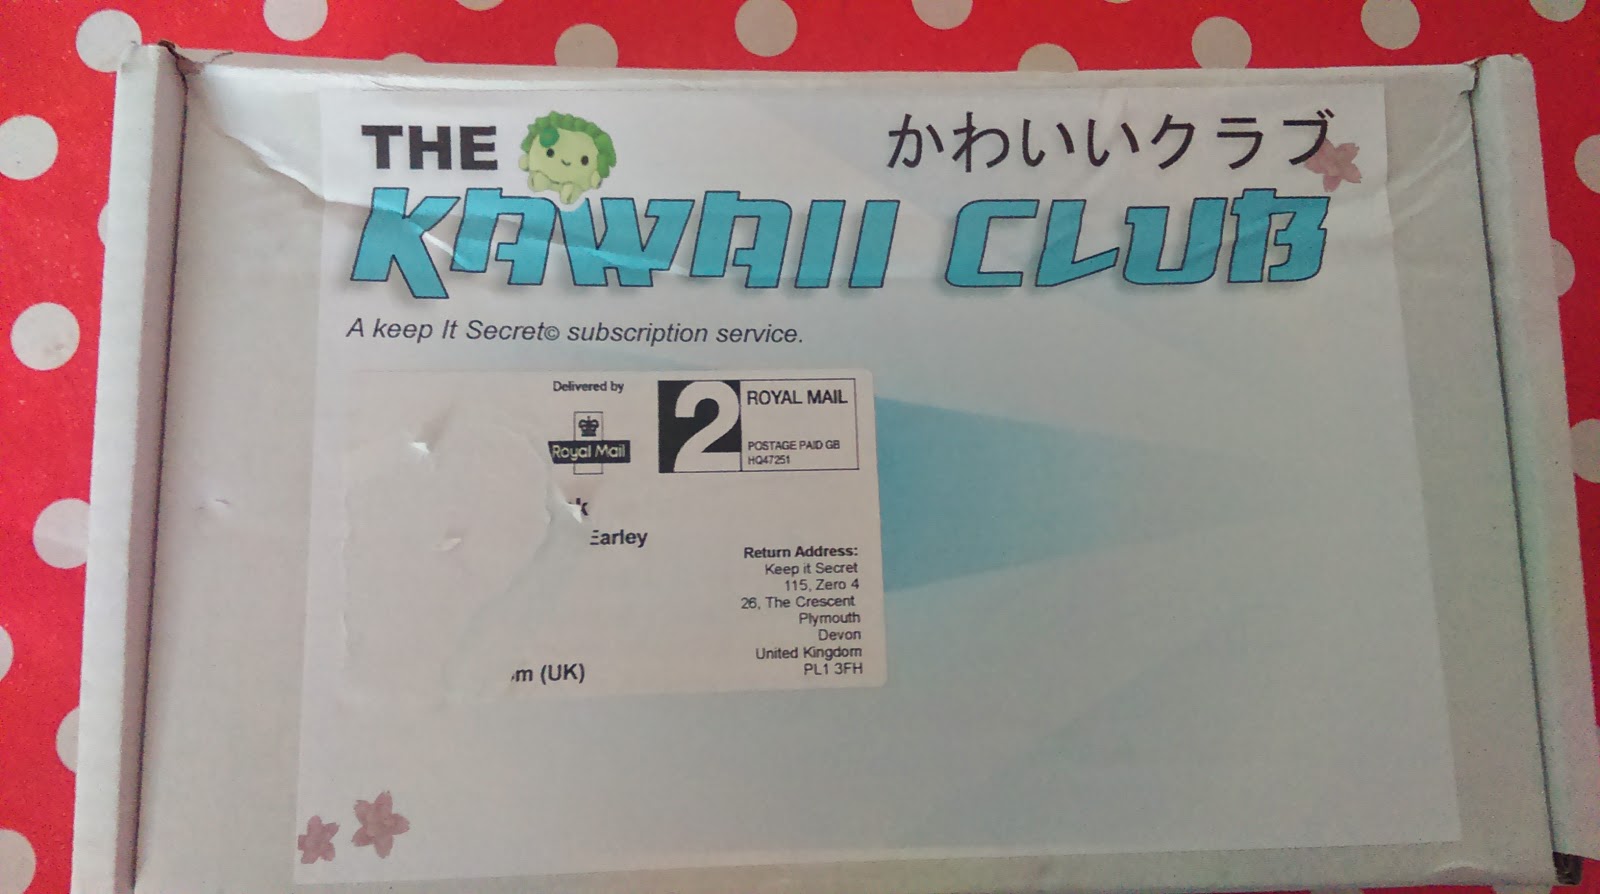 THE
かわいいクラブ
KAWAII CLUB
A keep It Secret© subscription service.
Delivered by
Royal Mail
2
ROYAL MAIL
POSTAGE PAID GB
HQ47251
Earley
(UK)
Return Address:
Keep it Secret
115, Zero 4
26, The Crescent
Plymouth
Devon
United Kingdom
PL1 3FH